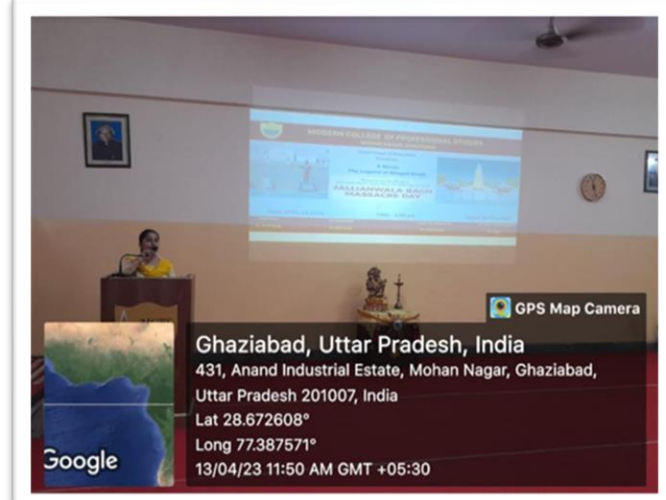 MODERN COLLEGE OF PROFESSIONAL STUDIES
JALLIANWALA BAGH
MASSACRE DAY
GPS Map Camera
Ghaziabad, Uttar Pradesh, India
431, Anand Industrial Estate, Mohan Nagar, Ghaziabad,
Uttar Pradesh 201007, India
Lat 28.672608°
Long 77.387571°
13/04/23 11:50 AM GMT +05:30
Google